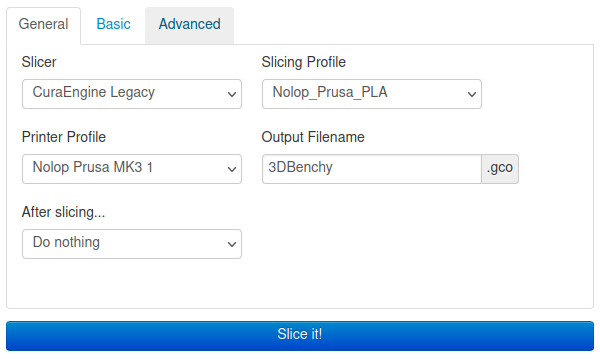 General Basic Advanced
Slicer Slicing Profile
CuraEngine Legacy Nolop_Prusa_PLA
Printer Profile Output Filename
Nolop Prusa MK3 1 3DBenchy .gco
After slicing...
Do nothing
Slice it!